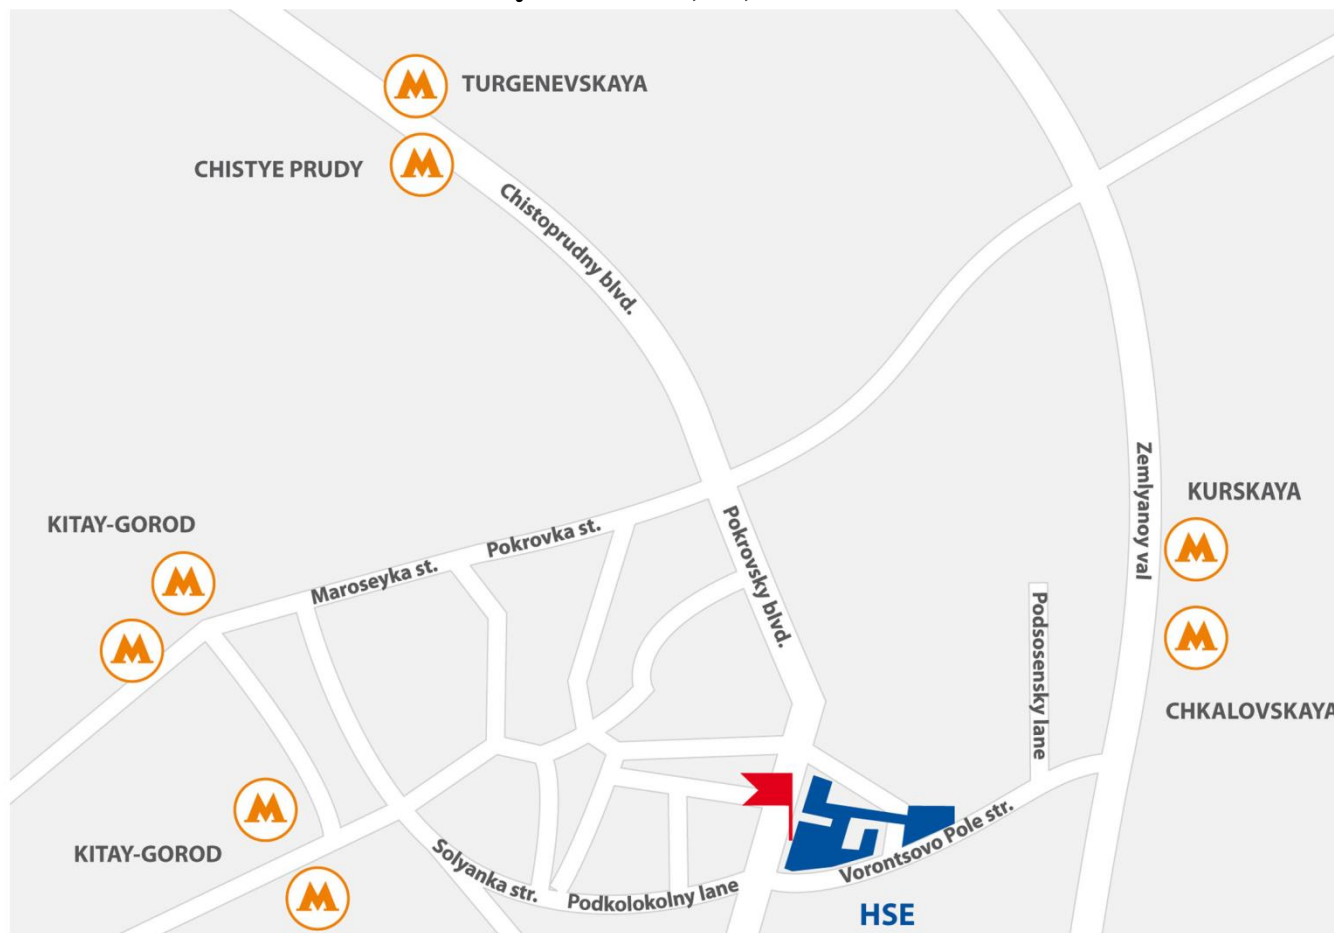 TURGENEVSKAYA
CHISTYE PRUDY
Chistoprudny blvd.
Zemlyanoy val
KURSKAYA
KITAY-GOROD
Pokrovka st.
Pokrovsky blvd.
Maroseyka st.
Podsosensky lane
CHKALOVSKAYA
KITAY-GOROD
Solyanka str.
Podkolokolny lane
Vorontsovo Pole str.
HSE
M
M
M
M
M
M
M
M